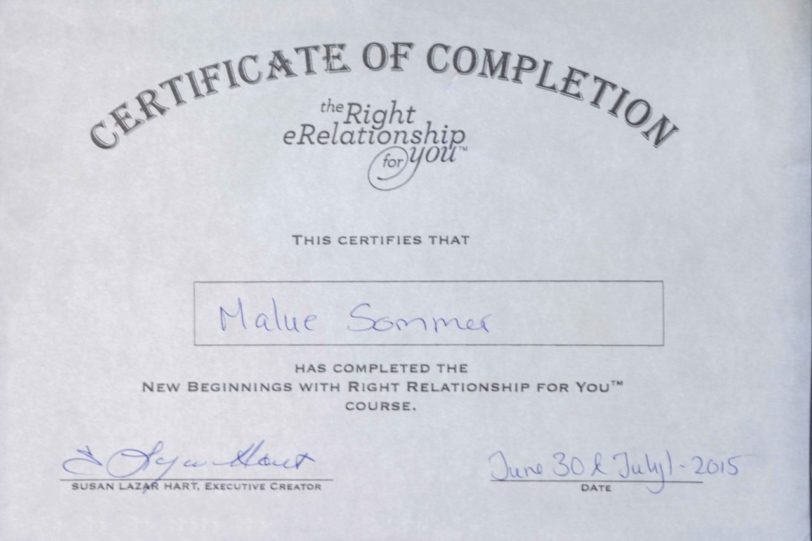 CERTIFICATE OF COMPLETION
the Right
eRelationship
for you™
THIS CERTIFIES THAT
Malue Sommer
HAS COMPLETED THE
NEW BEGINNINGS WITH RIGHT RELATIONSHIP FOR YOU™
COURSE.
June 30 & July 1 - 2015
SUSAN LAZAR HART, EXECUTIVE CREATOR
DATE